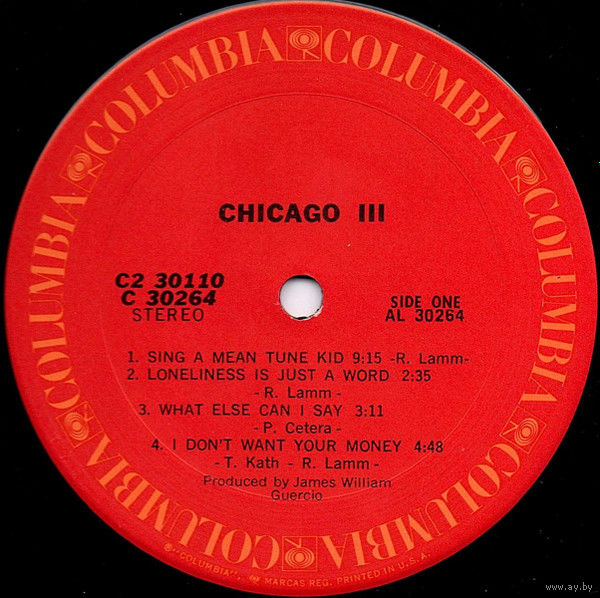 COLUMBIA COLUMBIA COLUMBIA COLUMBIA COLUMBIA COLUMBIA
CHICAGO III
C2 30110
C 30264
STEREO
SIDE ONE
AL 30264
1. SING A MEAN TUNE KID 9:15 -R. Lamm-
2. LONELINESS IS JUST A WORD 2:35
- R. Lamm -
3. WHAT ELSE CAN I SAY 3:11
- P. Cetera -
4. I DON'T WANT YOUR MONEY 4:48
- T. Kath - R. Lamm -
Produced by James William
Guercio
® "COLUMBIA", MARCAS REG. PRINTED IN U.S.A.
www.ay.by